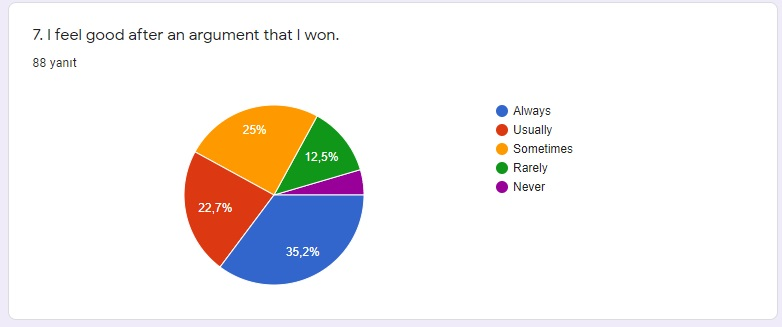 7. I feel good after an argument that I won.
88 yanıt
25%
12,5%
22,7%
35,2%
Always
Usually
Sometimes
Rarely
Never